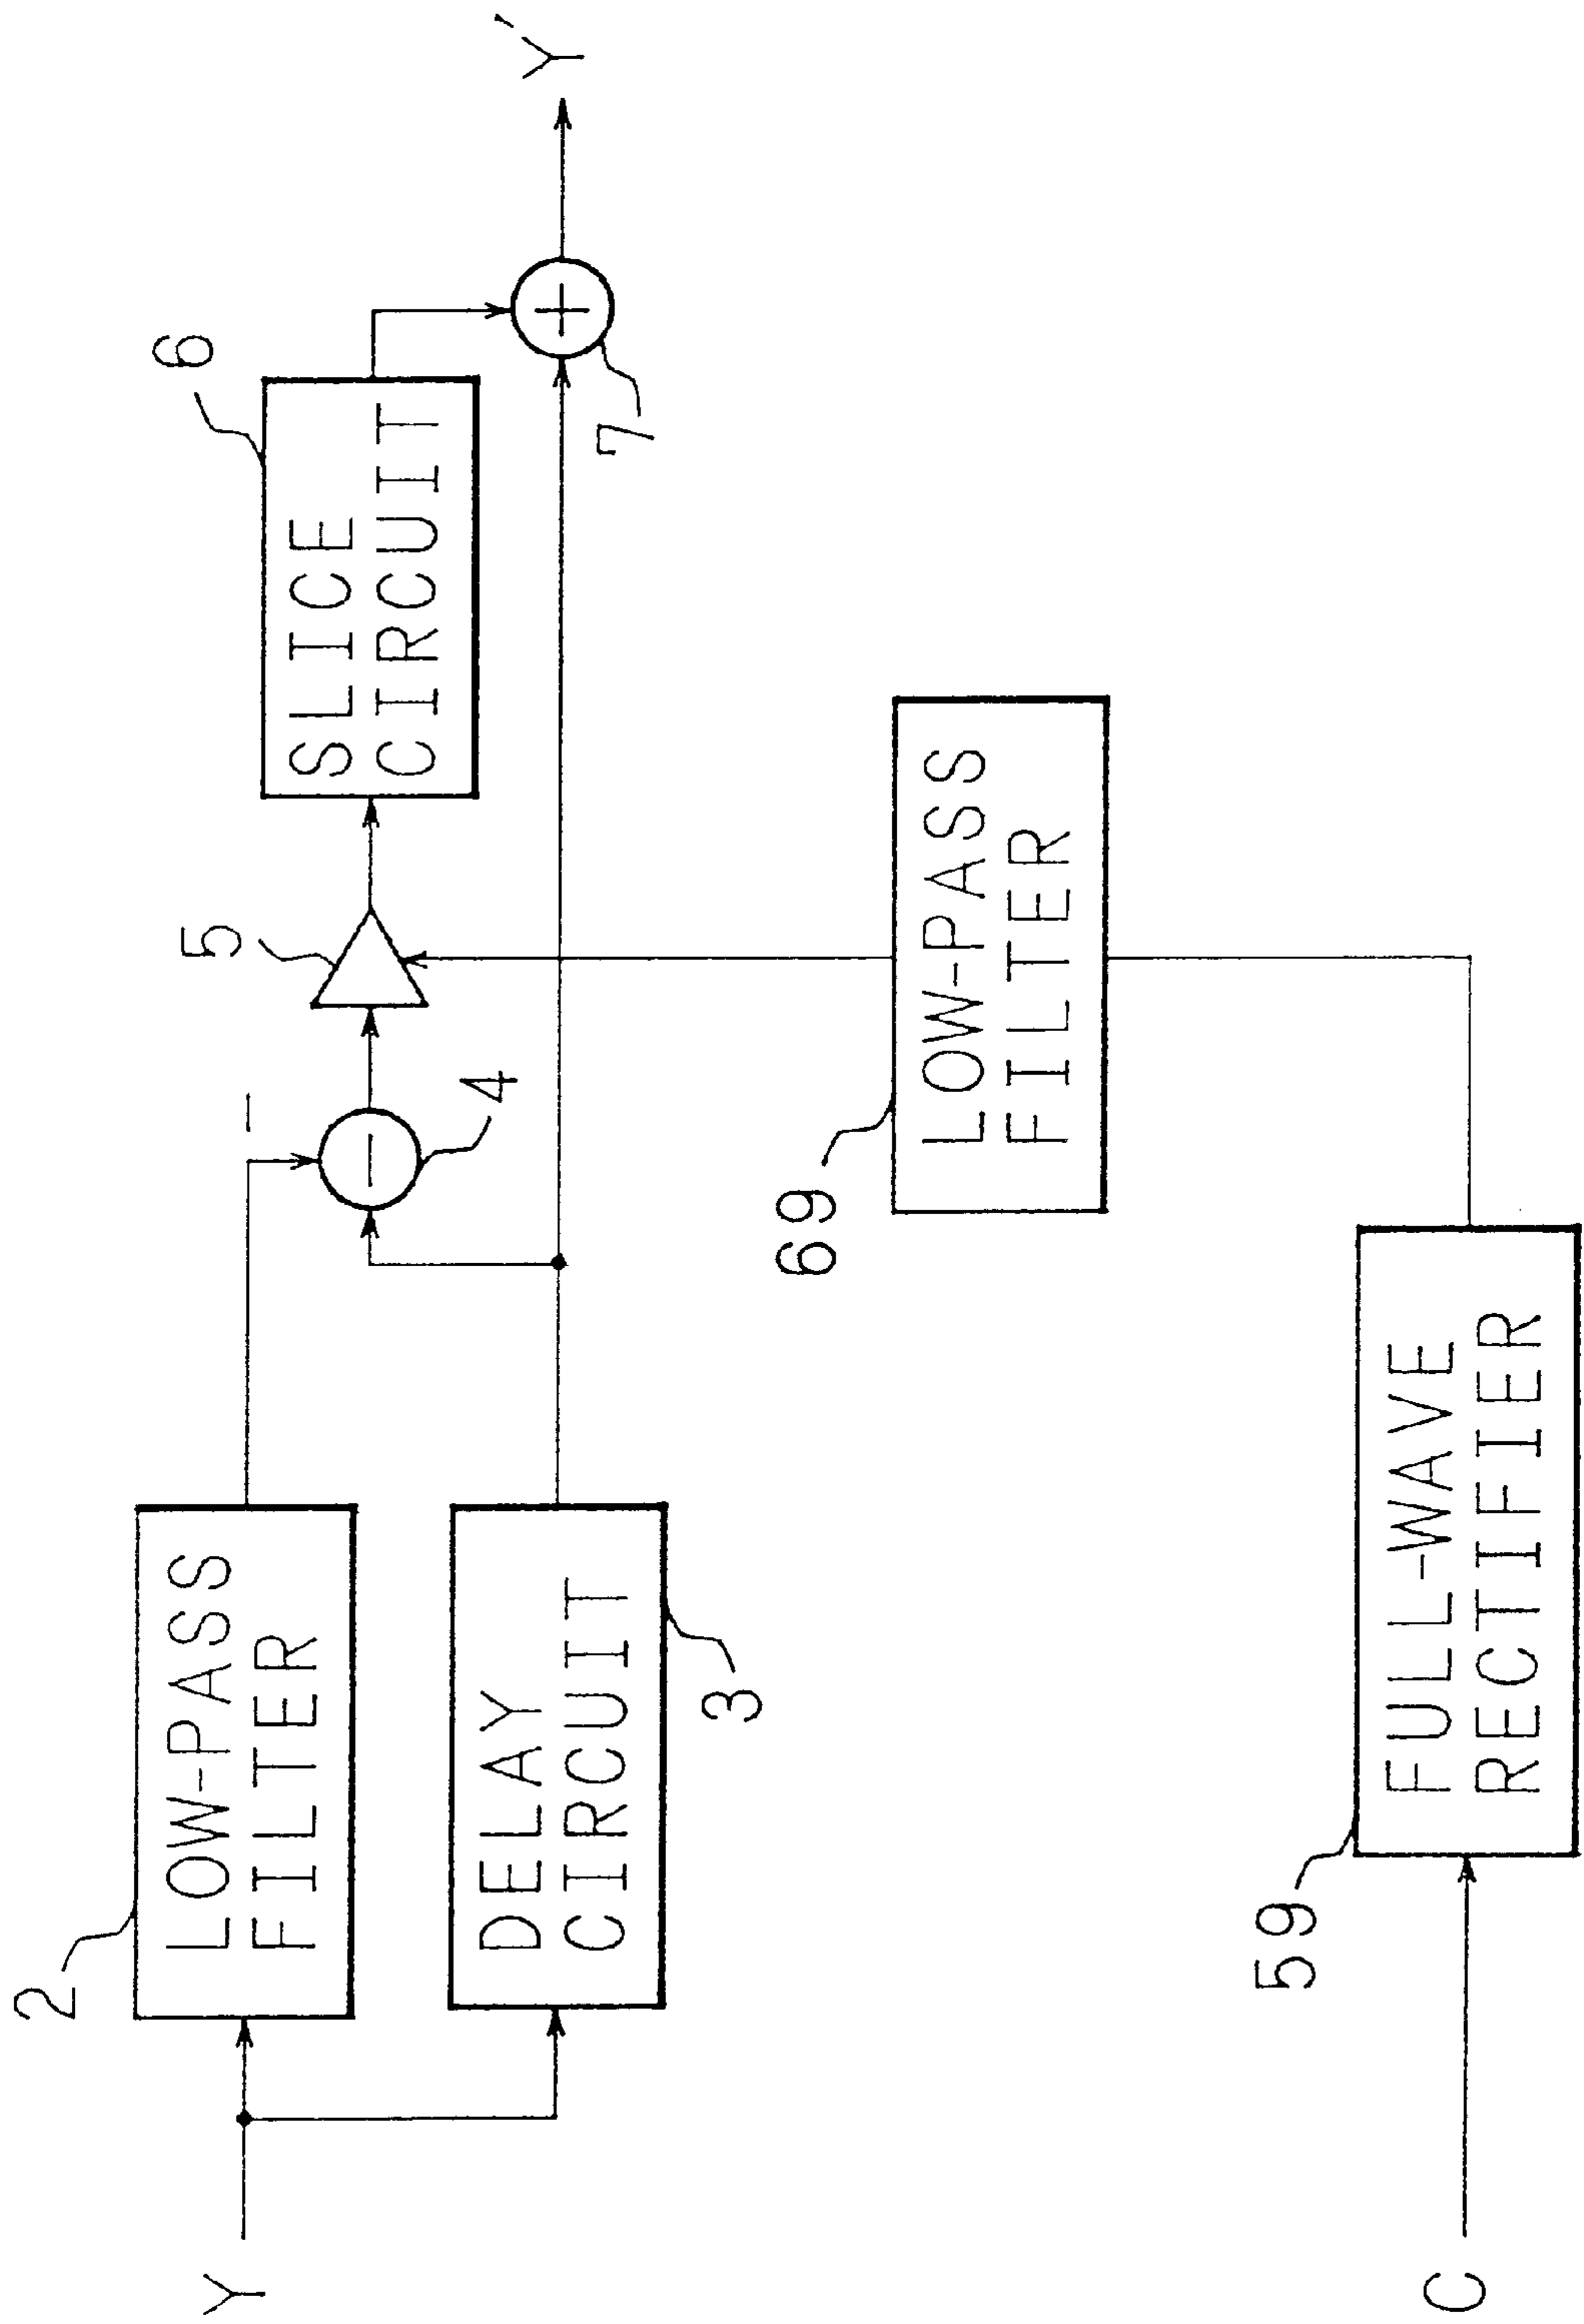 Y
2
LOW-PASS
FILTER
DELAY
CIRCUIT
3
−
−
4
5
SLICE
CIRCUIT
6
+
7
Y′
LOW-PASS
FILTER
69
C
FULL-WAVE
RECTIFIER
59